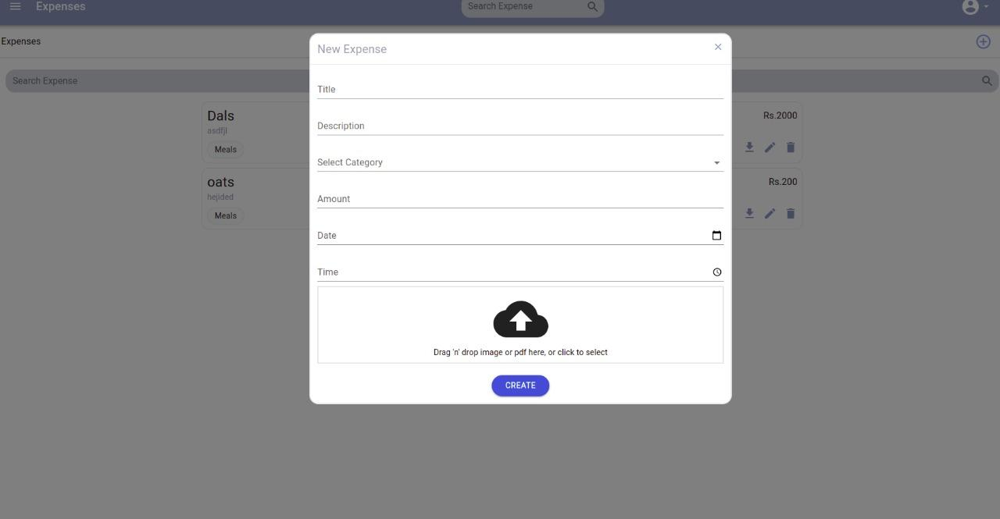 Expenses
Search Expense
Expenses
Search Expense
New Expense
Title
Description
Select Category
Amount
Date
Time
Drag 'n' drop image or pdf here, or click to select
CREATE
Dals
Rs.2000
asdfjl
Meals
oats
Rs.200
hejided
Meals